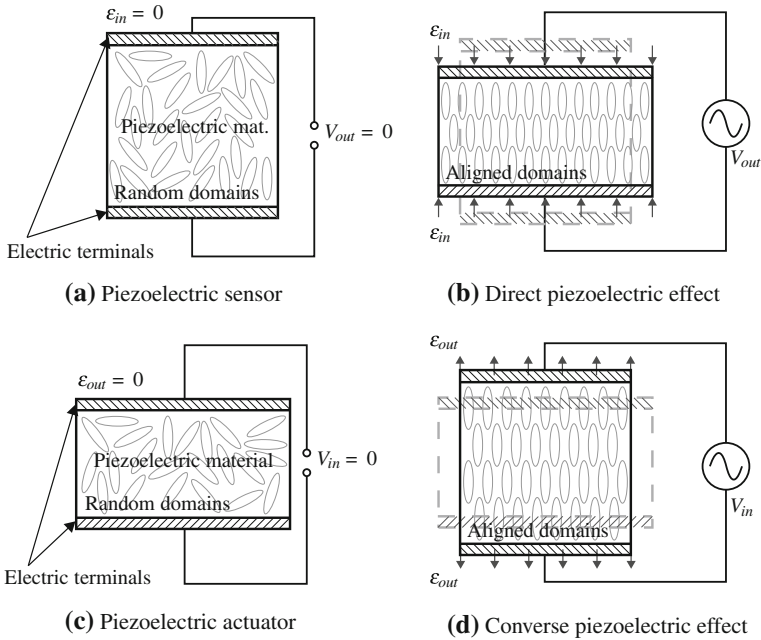 ε_in = 0
Piezoelectric mat.
V_out = 0
Random domains
Electric terminals
(a) Piezoelectric sensor
ε_in
V_out
Aligned domains
ε_in
(b) Direct piezoelectric effect
ε_out = 0
Piezoelectric material
V_in = 0
Random domains
Electric terminals
(c) Piezoelectric actuator
ε_out
V_in
Aligned domains
ε_out
(d) Converse piezoelectric effect